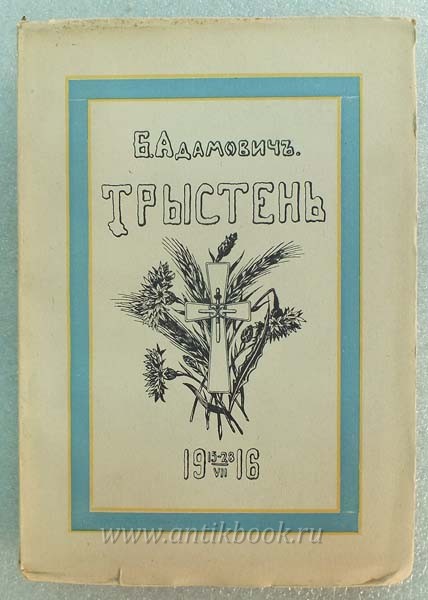 Б. Адамовичъ.
ТРЫСТЕНЬ
19 15-28/VII 16
www.antikbook.ru